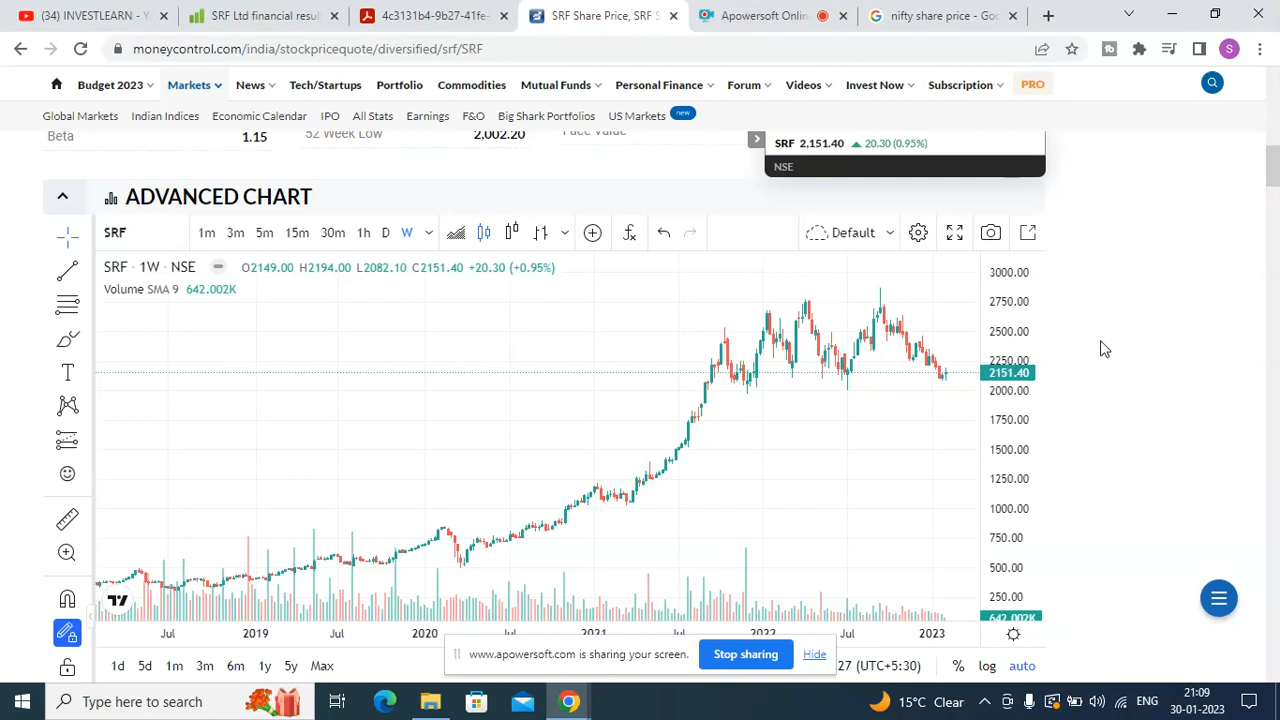 (34) INVESTLEARN -
SRF Ltd financial resul
4c3131b4-9b27-41fe-
SRF Share Price, SRF S
Apowersoft Onlin
nifty share price - Goo
moneycontrol.com/india/stockpricequote/diversified/srf/SRF
S
Budget 2023 Markets News Tech/Startups Portfolio Commodities Mutual Funds Personal Finance Forum Videos Invest Now Subscription PRO
Global Markets Indian Indices Economic Calendar IPO All Stats Earnings F&O Big Shark Portfolios US Markets new
Beta 1.15 52 Week Low 2,002.20 Face Value
SRF 2,151.40 20.30 (0.95%)
NSE
ADVANCED CHART
SRF 1m 3m 5m 15m 30m 1h D W Default
SRF · 1W · NSE O2149.00 H2194.00 L2082.10 C2151.40 +20.30 (+0.95%)
Volume SMA 9 642.002K
3000.00
2750.00
2500.00
2250.00
2151.40
2000.00
1750.00
1500.00
1250.00
1000.00
750.00
500.00
250.00
642.002K
Jul 2019 Jul 2020 Jul 2021 Jul 2022 Jul 2023
www.apowersoft.com is sharing your screen. Stop sharing Hide
1d 5d 1m 3m 6m 1y 5y Max 27 (UTC+5:30) % log auto
Type here to search
15°C Clear
ENG
21:09
30-01-2023